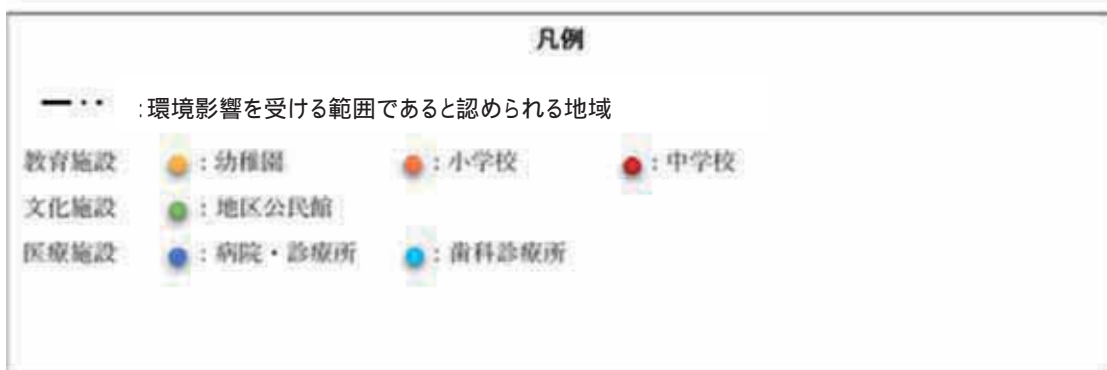 凡例
:環境影響を受ける範囲であると認められる地域
教育施設 :幼稚園 :小学校 :中学校
文化施設 :地区公民館
医療施設 :病院・診療所 :歯科診療所